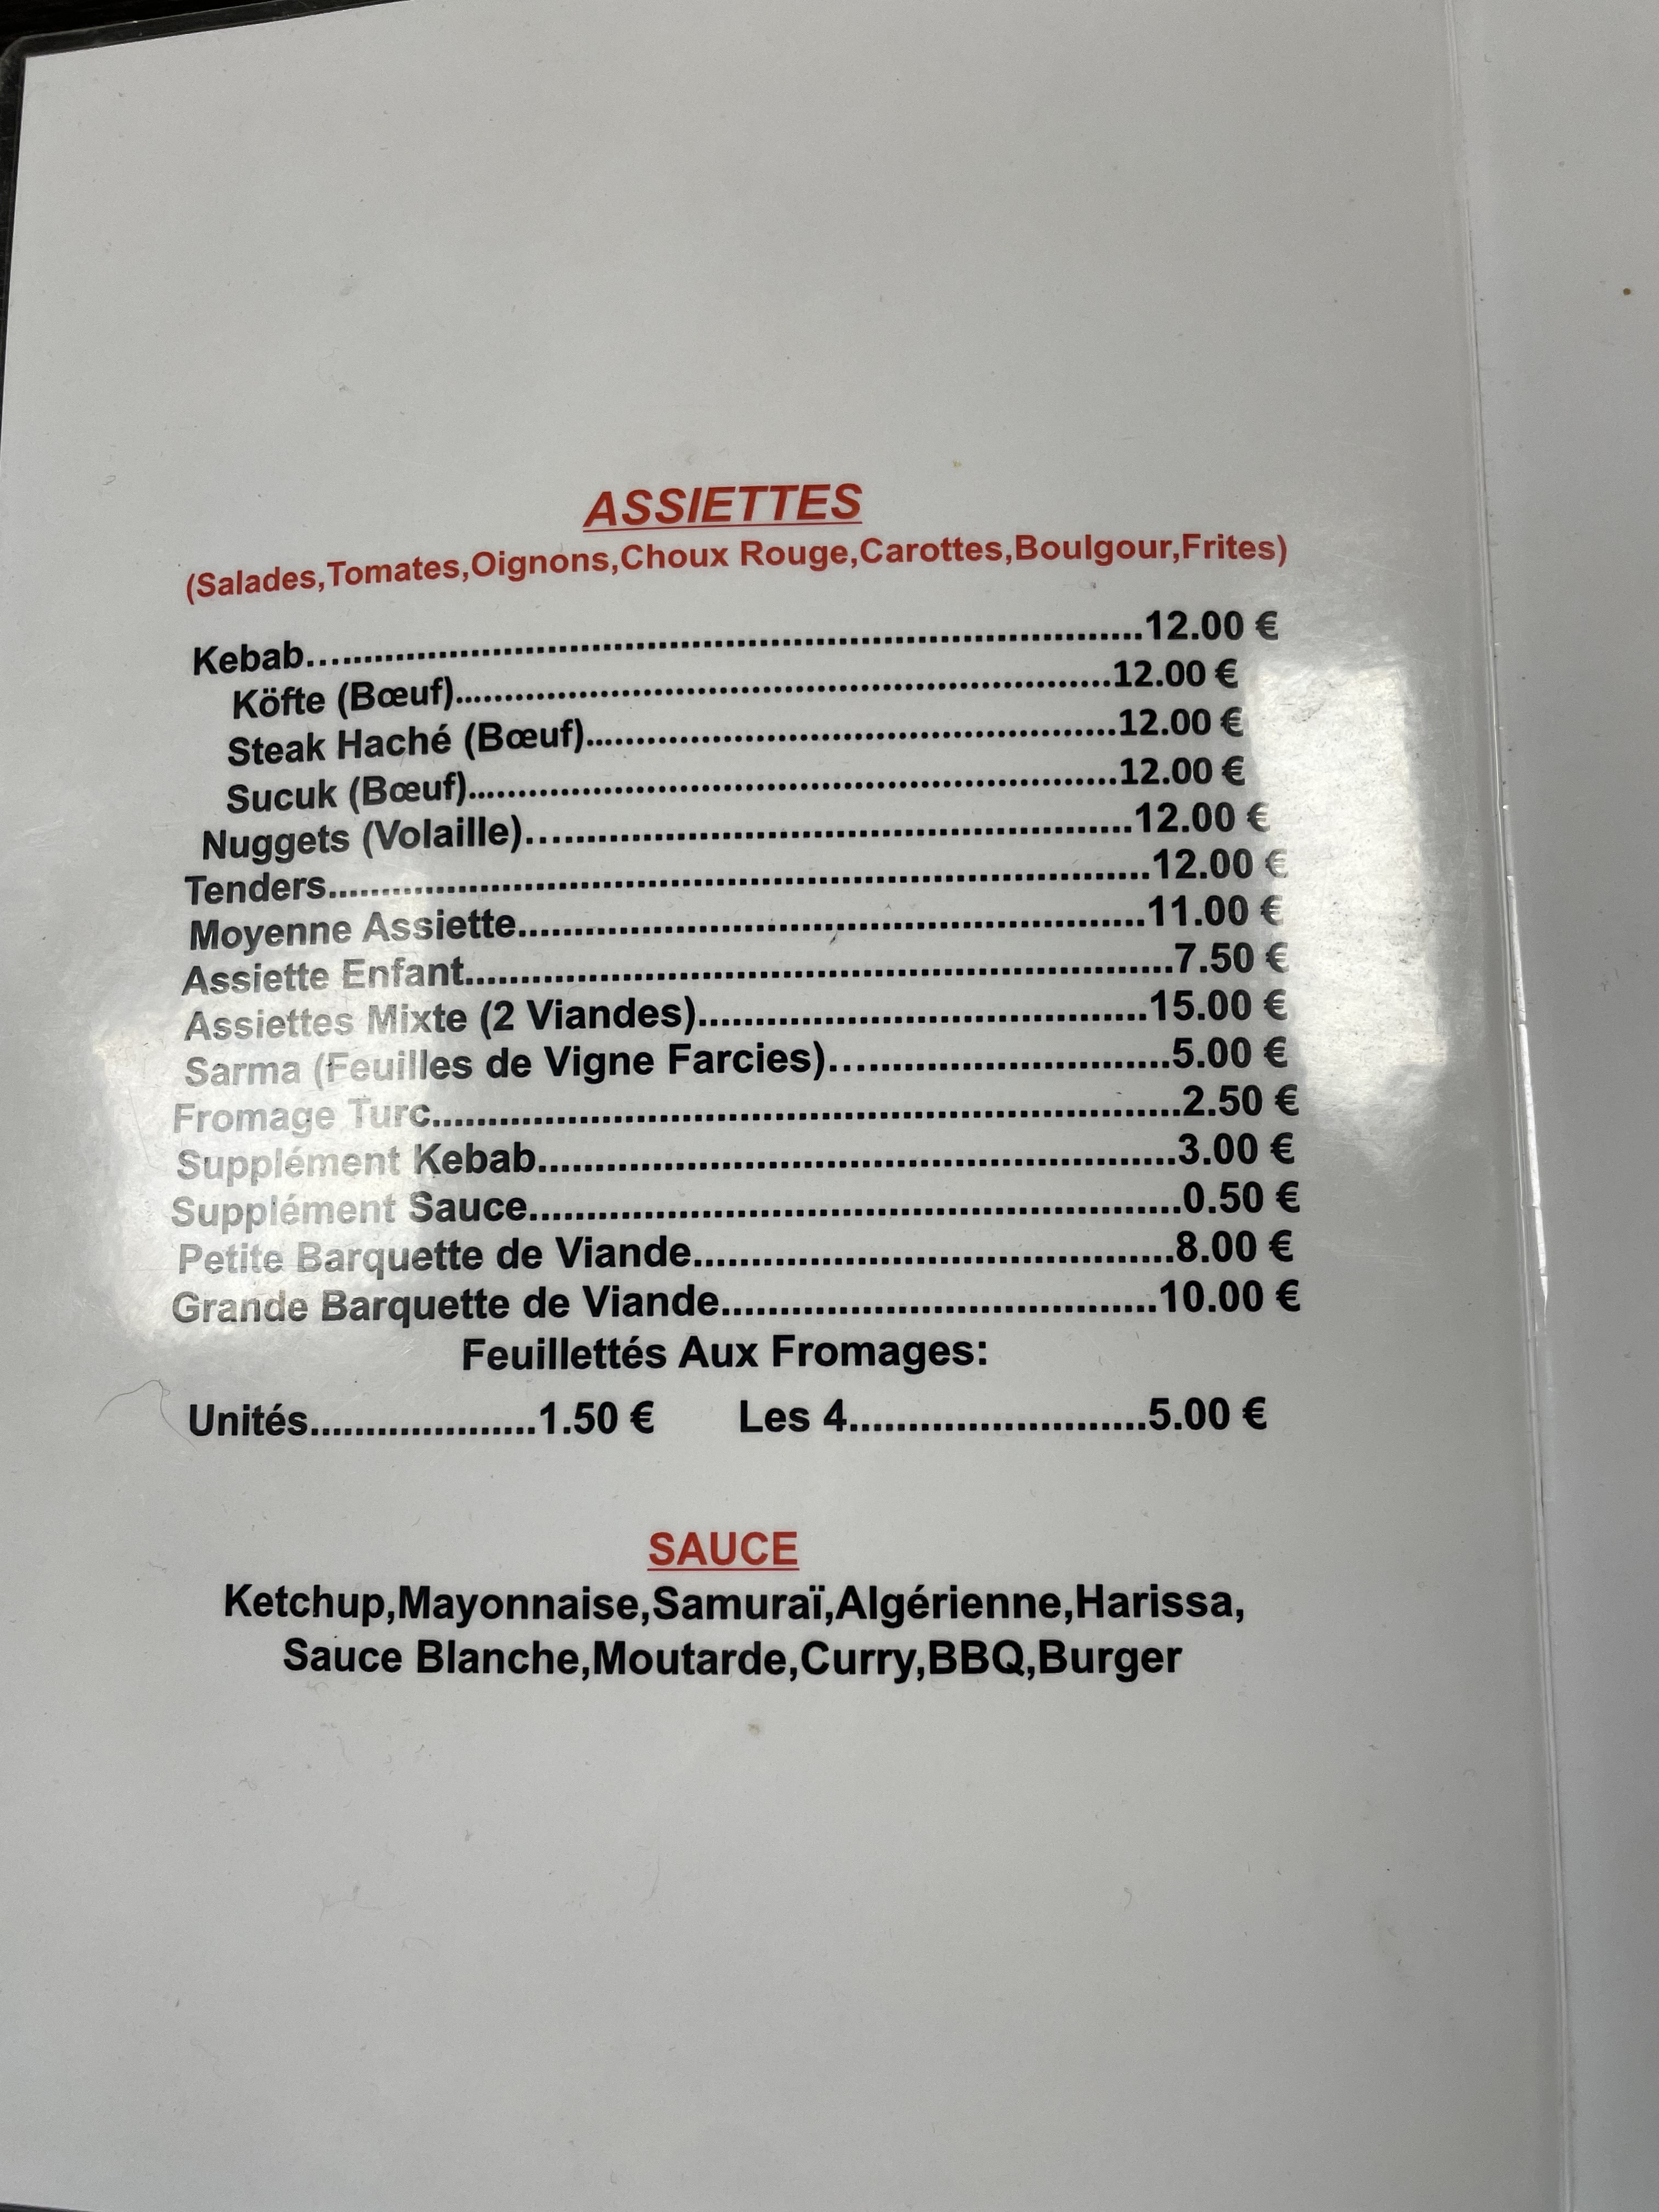 ASSIETTES
(Salades,Tomates,Oignons,Choux Rouge,Carottes,Boulgour,Frites)
Kebab..........12.00 €
Köfte (Bœuf)..........12.00 €
Steak Haché (Bœuf)..........12.00 €
Sucuk (Bœuf)..........12.00 €
Nuggets (Volaille)..........12.00 €
Tenders..........12.00 €
Moyenne Assiette..........11.00 €
Assiette Enfant..........7.50 €
Assiettes Mixte (2 Viandes)..........15.00 €
Sarma (Feuilles de Vigne Farcies)..........5.00 €
Fromage Turc..........2.50 €
Supplément Kebab..........3.00 €
Supplément Sauce..........0.50 €
Petite Barquette de Viande..........8.00 €
Grande Barquette de Viande..........10.00 €
Feuillettés Aux Fromages:
Unités..........1.50 € Les 4..........5.00 €
SAUCE
Ketchup,Mayonnaise,Samuraï,Algérienne,Harissa,
Sauce Blanche,Moutarde,Curry,BBQ,Burger